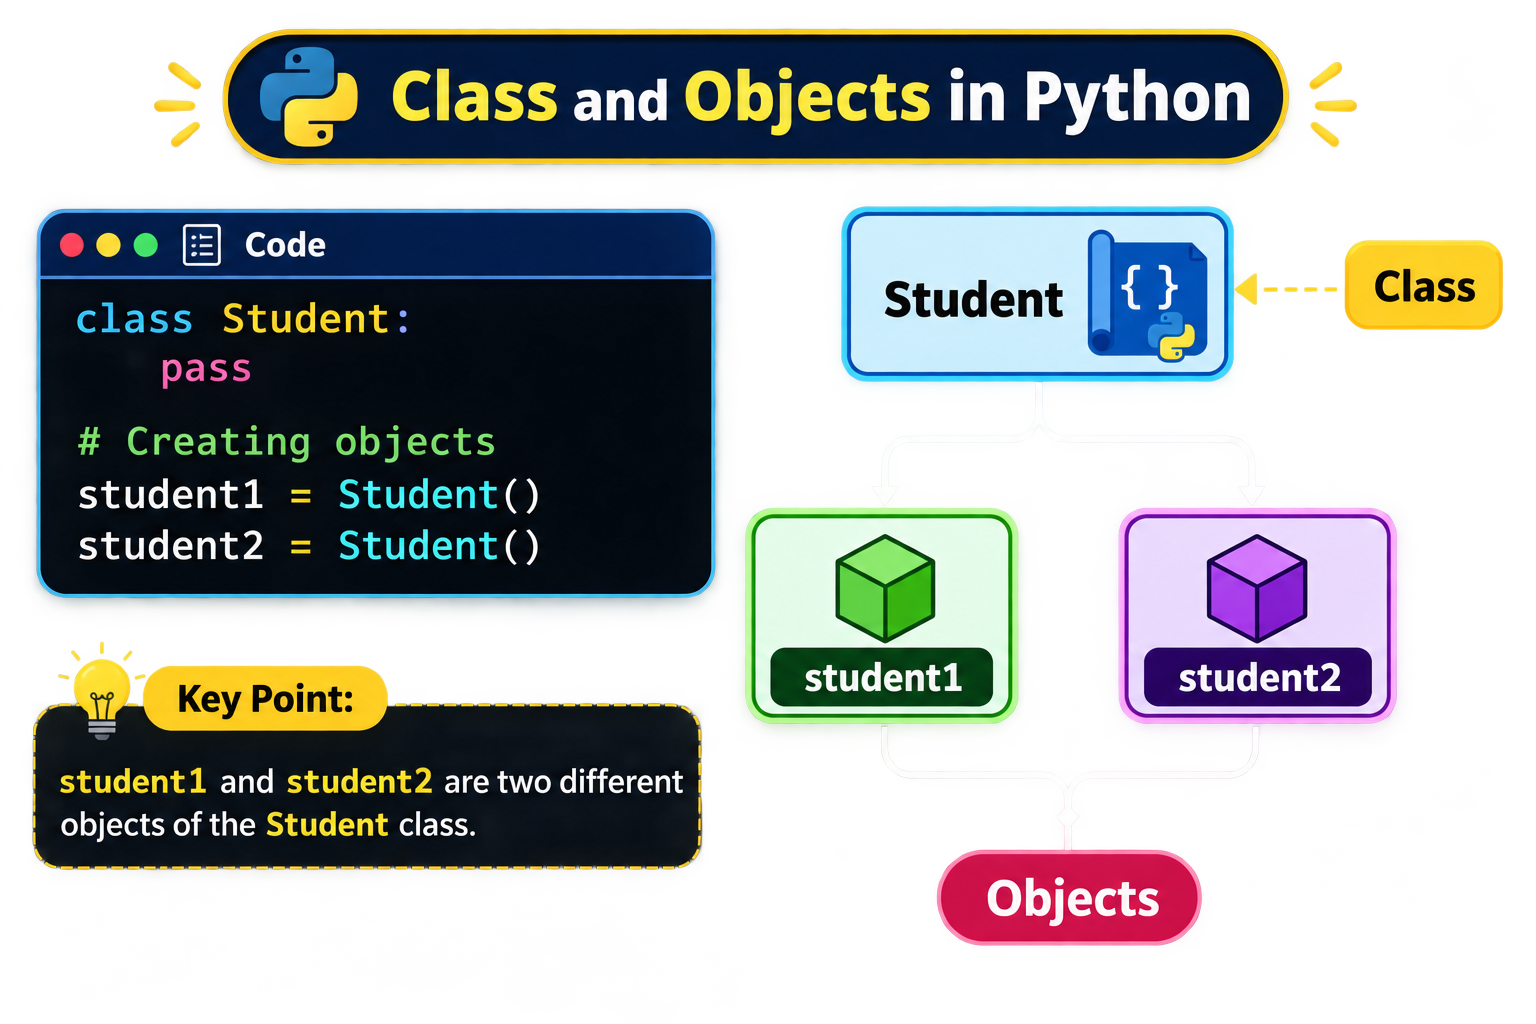 Class and Objects in Python
Code
class Student:
    pass
# Creating objects
student1 = Student()
student2 = Student()
Key Point:
student1 and student2 are two different
objects of the Student class.
Student
{ }
Class
student1
student2
Objects